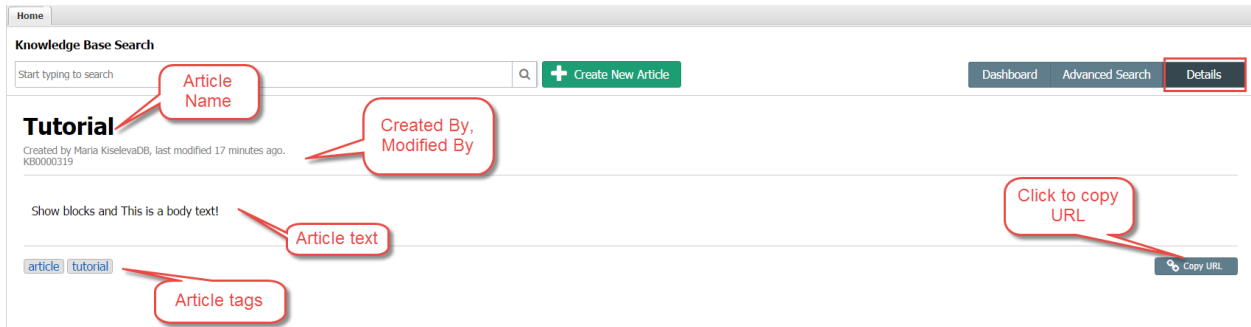 Home
Knowledge Base Search
Start typing to search
Create New Article
Dashboard Advanced Search Details
Article
Name
Tutorial
Created By,
Modified By
Created by Maria KiselevaDB, last modified 17 minutes ago.
KB0000319
Click to copy
URL
Show blocks and This is a body text!
Article text
article tutorial
Copy URL
Article tags